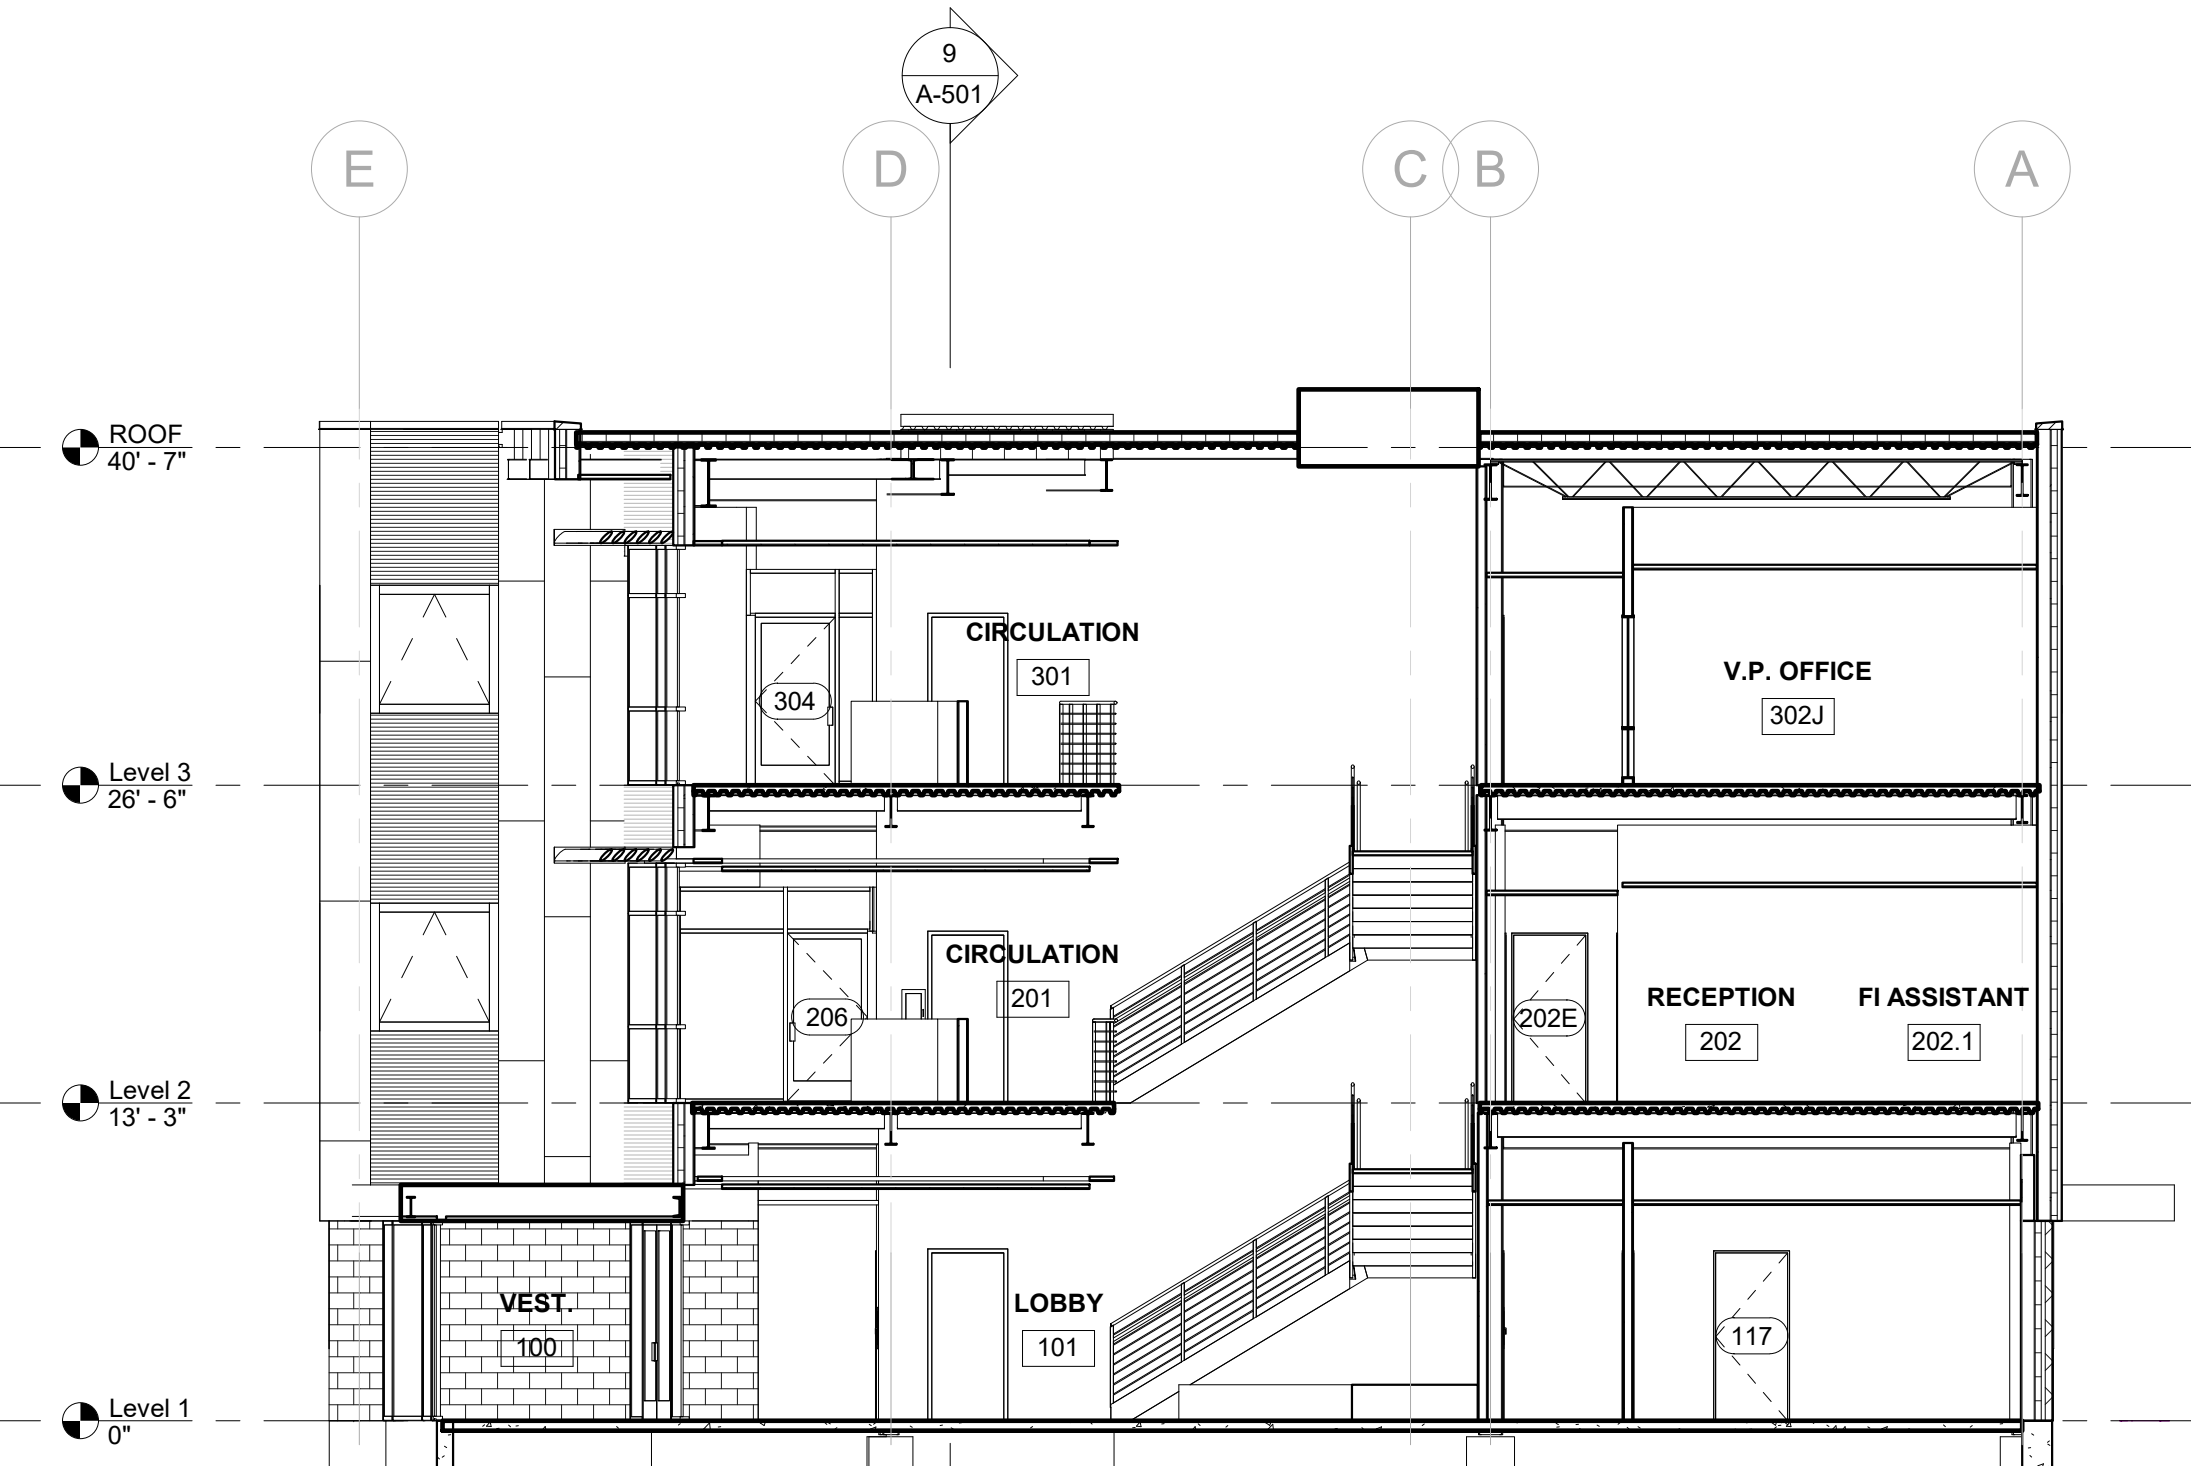 9
A-501
E
D
C
B
A
ROOF
40' - 7"
CIRCULATION
301
304
V.P. OFFICE
302J
Level 3
26' - 6"
CIRCULATION
201
206
202E
RECEPTION
202
FI ASSISTANT
202.1
Level 2
13' - 3"
VEST.
100
LOBBY
101
117
Level 1
0"